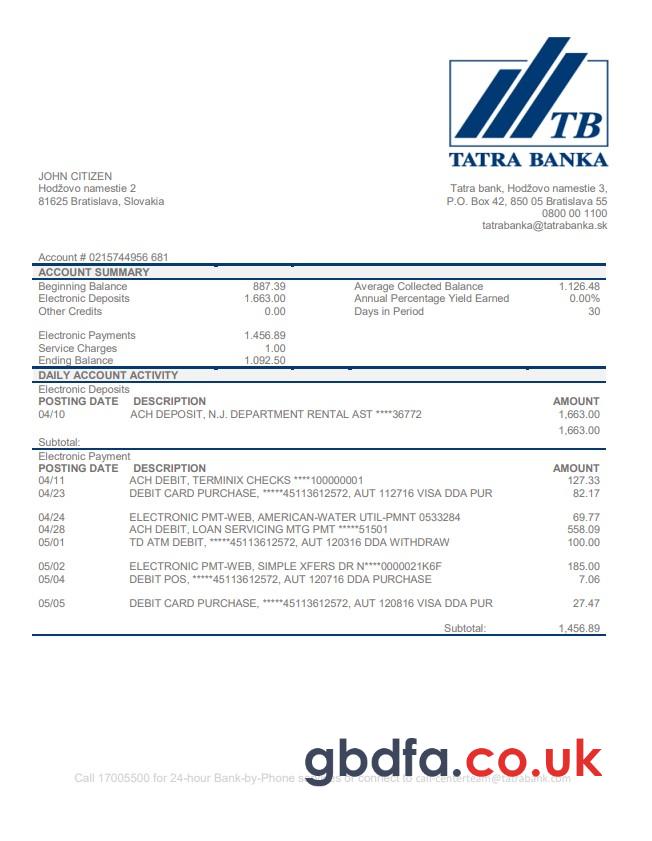 TB
TATRA BANKA
JOHN CITIZEN
Hodžovo namestie 2
81625 Bratislava, Slovakia
Tatra bank, Hodžovo namestie 3,
P.O. Box 42, 850 05 Bratislava 55
0800 00 1100
tatrabanka@tatrabanka.sk
Account # 0215744956 681
ACCOUNT SUMMARY
Beginning Balance 887.39 Average Collected Balance 1.126.48
Electronic Deposits 1.663.00 Annual Percentage Yield Earned 0.00%
Other Credits 0.00 Days in Period 30
Electronic Payments 1.456.89
Service Charges 1.00
Ending Balance 1.092.50
DAILY ACCOUNT ACTIVITY
Electronic Deposits
POSTING DATE DESCRIPTION AMOUNT
04/10 ACH DEPOSIT, N.J. DEPARTMENT RENTAL AST ****36772 1,663.00
1,663.00
Subtotal:
Electronic Payment
POSTING DATE DESCRIPTION AMOUNT
04/11 ACH DEBIT, TERMINIX CHECKS ****100000001 127.33
04/23 DEBIT CARD PURCHASE, *****45113612572, AUT 112716 VISA DDA PUR 82.17
04/24 ELECTRONIC PMT-WEB, AMERICAN-WATER UTIL-PMNT 0533284 69.77
04/28 ACH DEBIT, LOAN SERVICING MTG PMT *****51501 558.09
05/01 TD ATM DEBIT, *****45113612572, AUT 120316 DDA WITHDRAW 100.00
05/02 ELECTRONIC PMT-WEB, SIMPLE XFERS DR N****0000021K6F 185.00
05/04 DEBIT POS, *****45113612572, AUT 120716 DDA PURCHASE 7.06
05/05 DEBIT CARD PURCHASE, *****45113612572, AUT 120816 VISA DDA PUR 27.47
Subtotal: 1,456.89
gbdfa.co.uk
Call 17005500 for 24-hour Bank-by-Phone or connect to call-centerteam@tatrabank.com